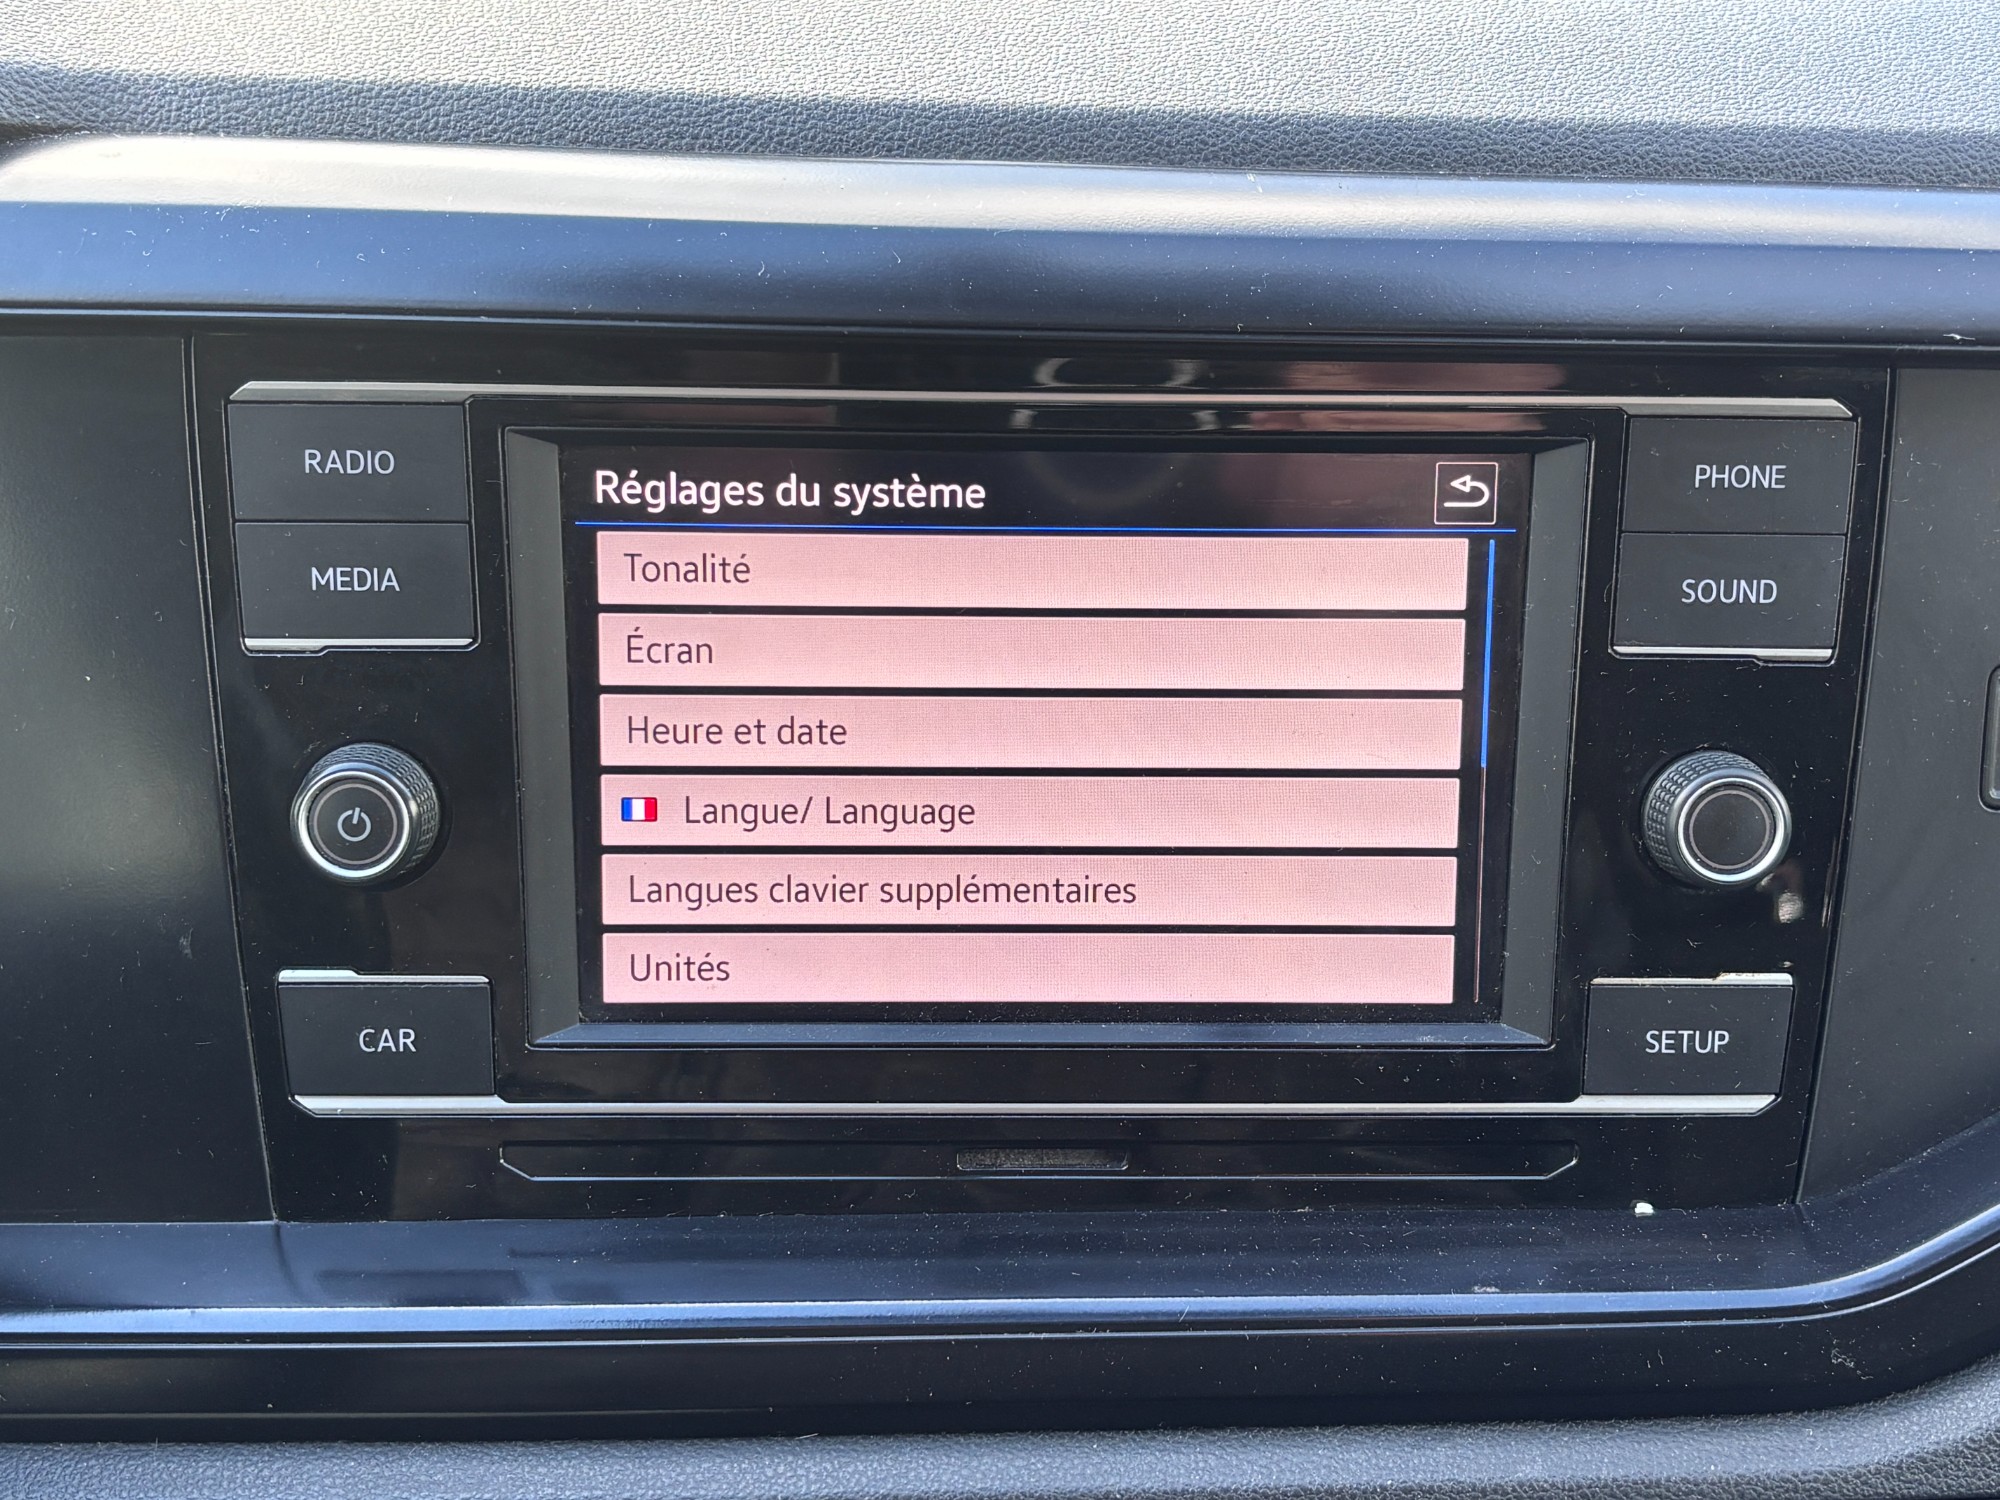 RADIO
MEDIA
CAR
Réglages du système
Tonalité
Écran
Heure et date
Langue/ Language
Langues clavier supplémentaires
Unités
PHONE
SOUND
SETUP